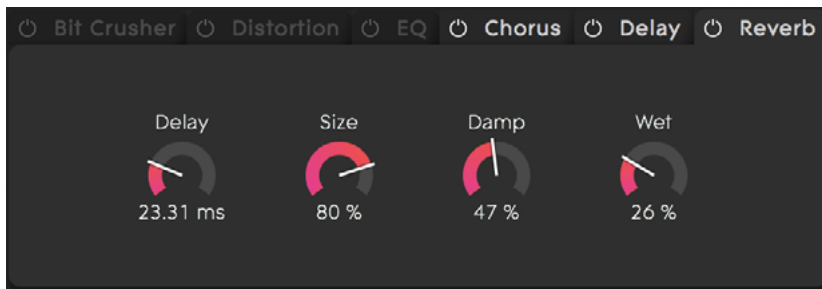 Bit Crusher Distortion EQ Chorus Delay Reverb
Delay Size Damp Wet
23.31 ms 80 % 47 % 26 %